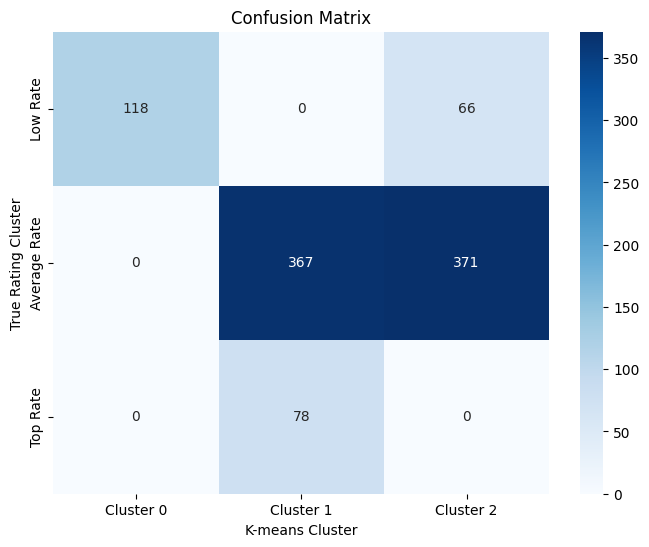 Confusion Matrix
True Rating Cluster
Low Rate
118
0
66
Average Rate
0
367
371
Top Rate
0
78
0
Cluster 0
Cluster 1
Cluster 2
K-means Cluster
350
300
250
200
150
100
50
0